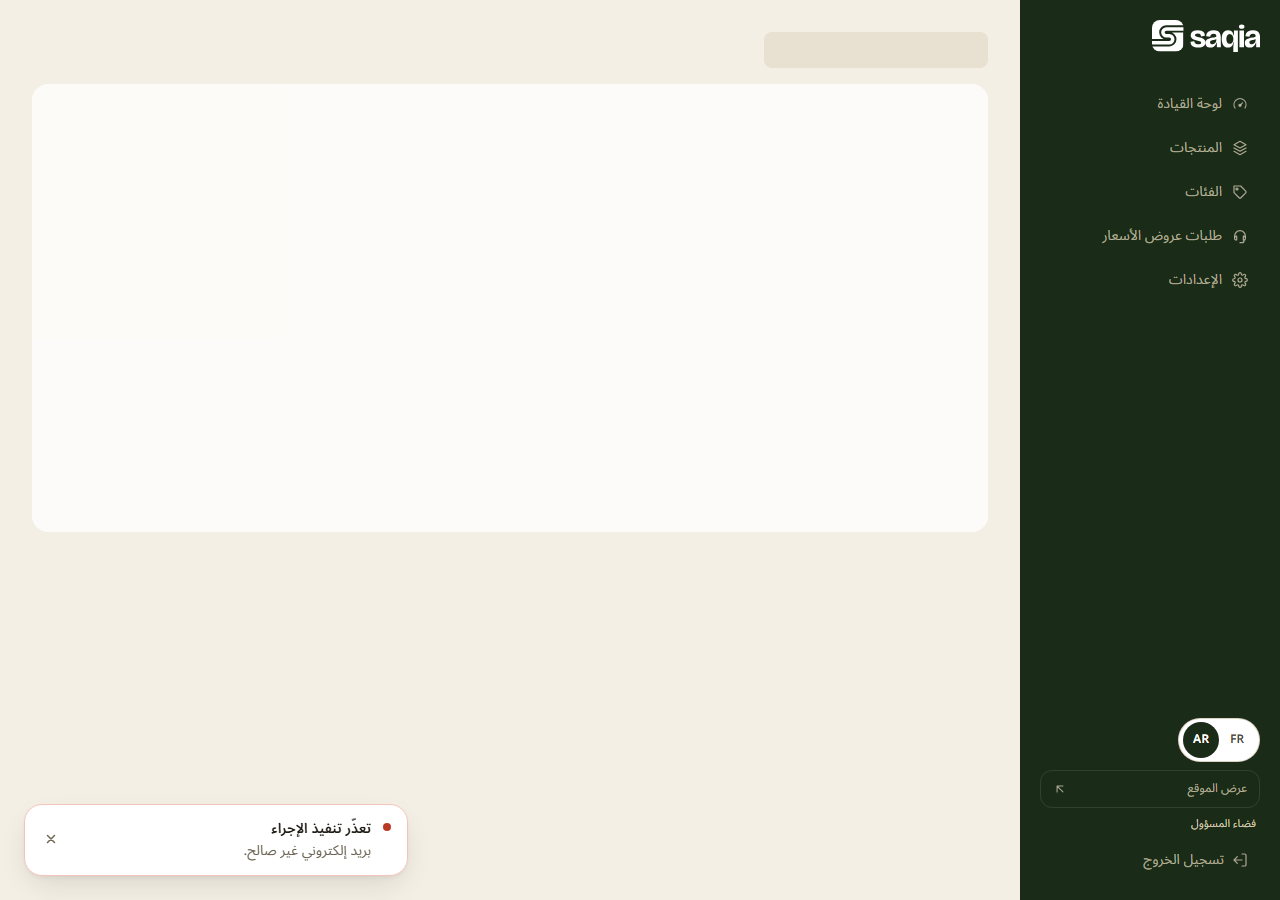 saqia
لوحة القيادة
المنتجات
الفئات
طلبات عروض الأسعار
الإعدادات
FR AR
عرض الموقع
فضاء المسؤول
تسجيل الخروج
تعذّر تنفيذ الإجراء
بريد إلكتروني غير صالح.